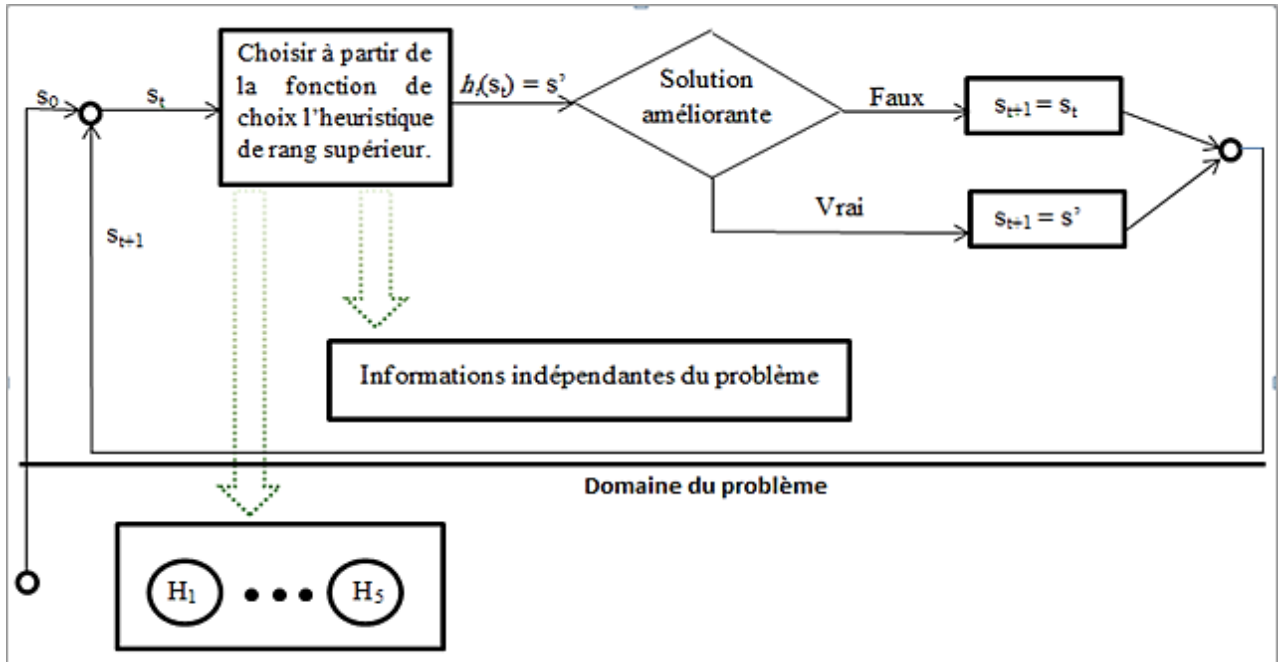 Choisir à partir de
la fonction de
choix l'heuristique
de rang supérieur.
s₀
sₜ
hᵢ(sₜ) = s’
Solution
améliorante
Faux
sₜ₊₁ = sₜ
Vrai
sₜ₊₁ = s’
sₜ₊₁
Informations indépendantes du problème
Domaine du problème
H₁ ••• H₅